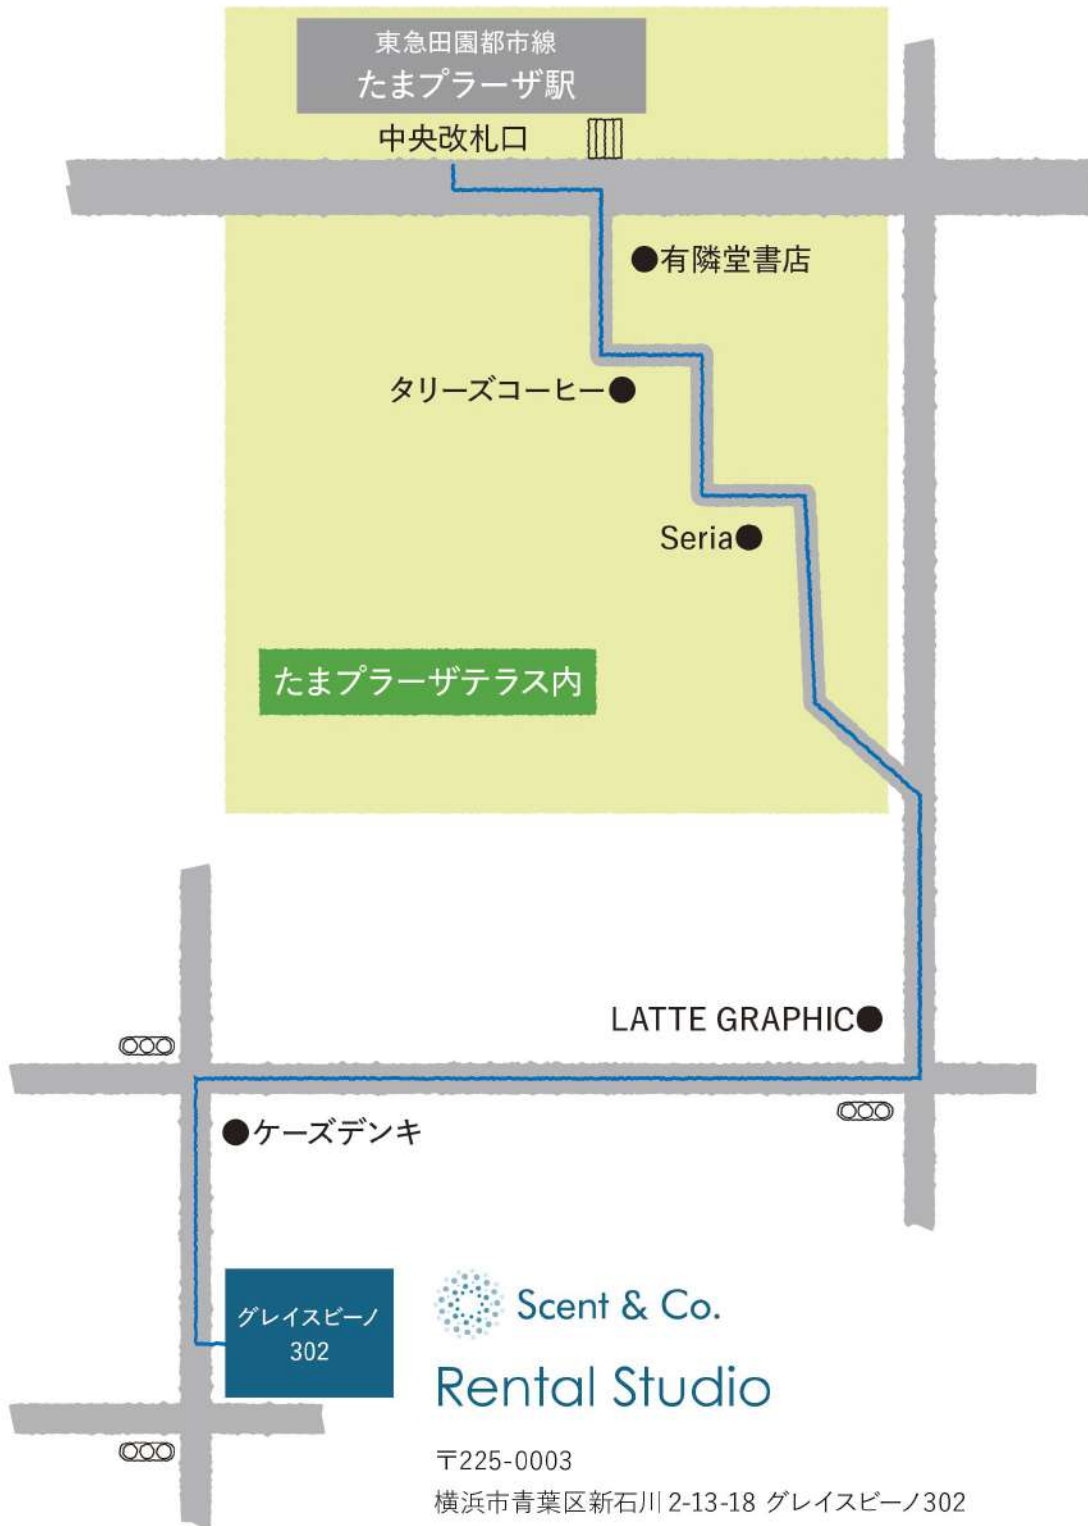 東急田園都市線
たまプラーザ駅
中央改札口
●有隣堂書店
タリーズコーヒー●
Seria●
たまプラーザテラス内
LATTE GRAPHIC●
●ケーズデンキ
グレイスビーノ
302
Scent & Co.
Rental Studio
〒225-0003
横浜市青葉区新石川2-13-18 グレイスビーノ302